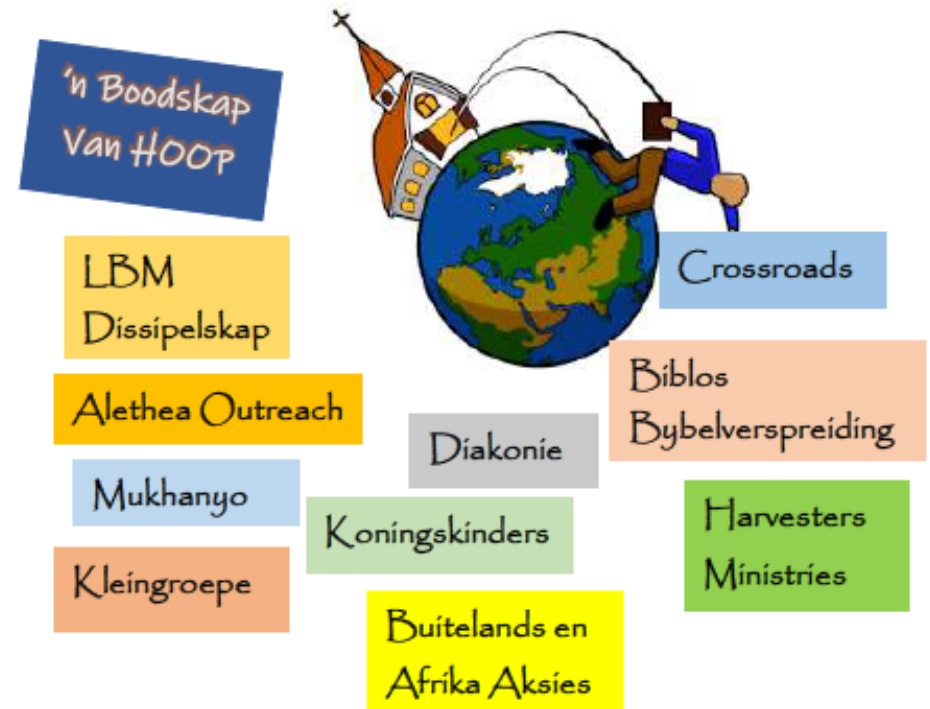 'n Boodskap
Van HOOP
Crossroads
LBM
Dissipelskap
Biblos
Bybelverspreiding
Alethea Outreach
Diakonie
Mukhanyo
Koningskinders
Harvesters
Ministries
Kleingroepe
Buitelands en
Afrika Aksies